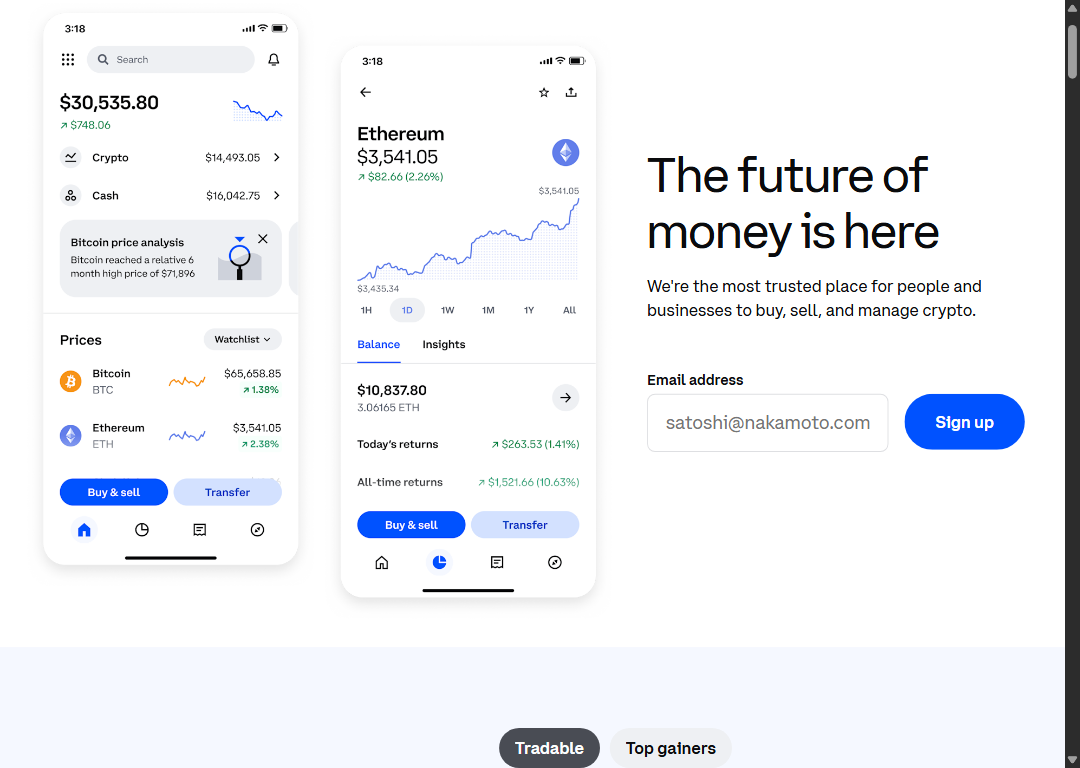 3:18
Search
$30,535.80
↗ $748.06
Crypto $14,493.05
Cash $16,042.75
Bitcoin price analysis
Bitcoin reached a relative 6
month high price of $71,896
Prices
Watchlist
Bitcoin $65,658.85
BTC ↗ 1.38%
Ethereum $3,541.05
ETH ↗ 2.38%
Buy & sell Transfer
3:18
Ethereum
$3,541.05
↗ $82.66 (2.26%)
$3,541.05
$3,435.34
1H 1D 1W 1M 1Y All
Balance Insights
$10,837.80
3.06165 ETH
Today's returns ↗ $263.53 (1.41%)
All-time returns ↗ $1,521.66 (10.63%)
Buy & sell Transfer
The future of
money is here
We're the most trusted place for people and
businesses to buy, sell, and manage crypto.
Email address
satoshi@nakamoto.com
Sign up
Tradable Top gainers